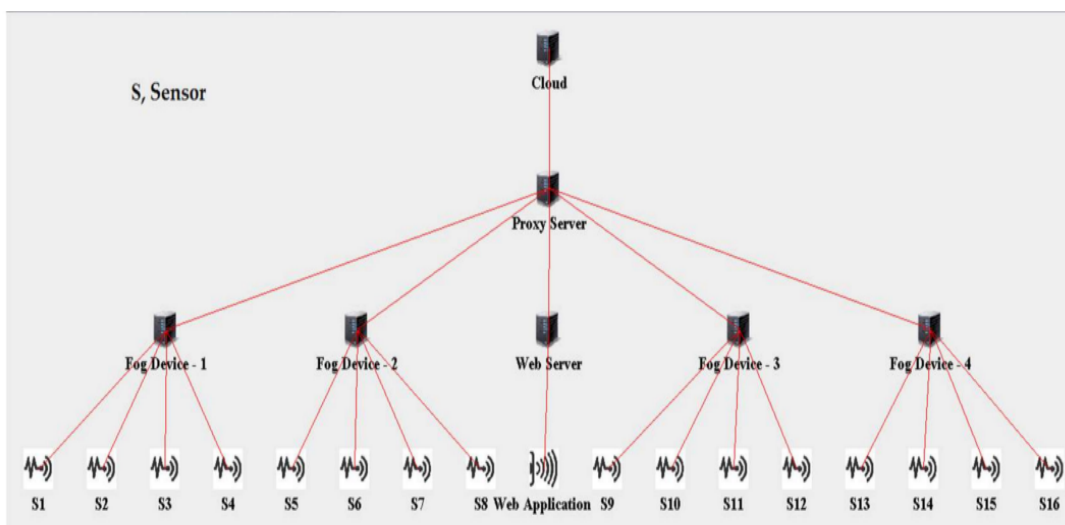 Cloud
S, Sensor
Proxy Server
Fog Device - 1
Fog Device - 2
Web Server
Fog Device - 3
Fog Device - 4
S1
S2
S3
S4
S5
S6
S7
S8
Web Application
S9
S10
S11
S12
S13
S14
S15
S16